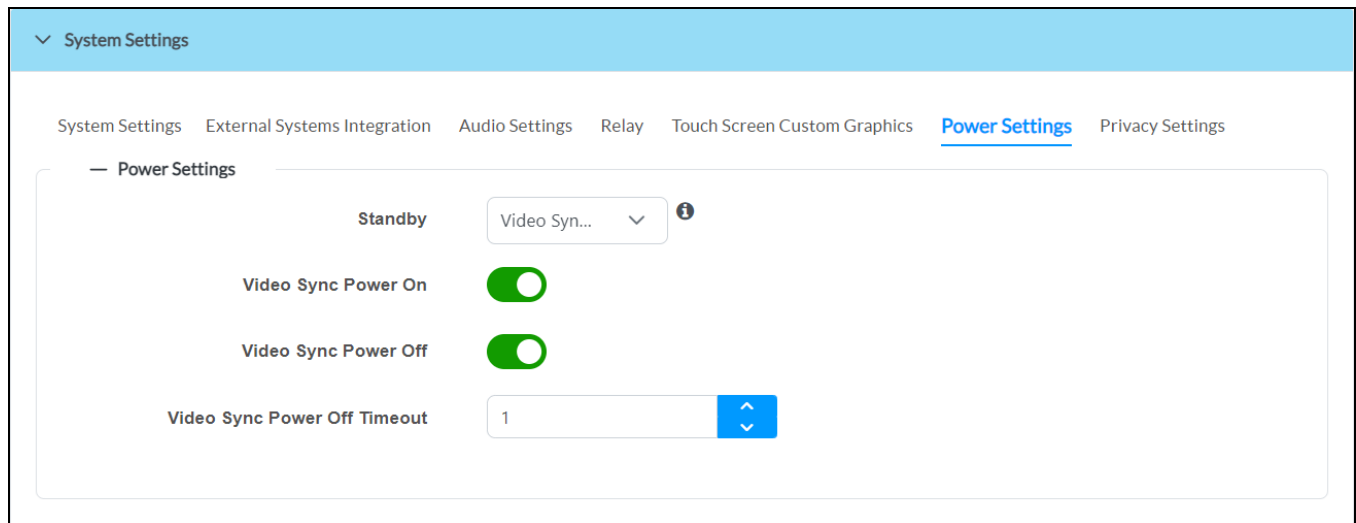 System Settings
System Settings External Systems Integration Audio Settings Relay Touch Screen Custom Graphics Power Settings Privacy Settings
Power Settings
Standby Video Syn...
Video Sync Power On
Video Sync Power Off
Video Sync Power Off Timeout 1